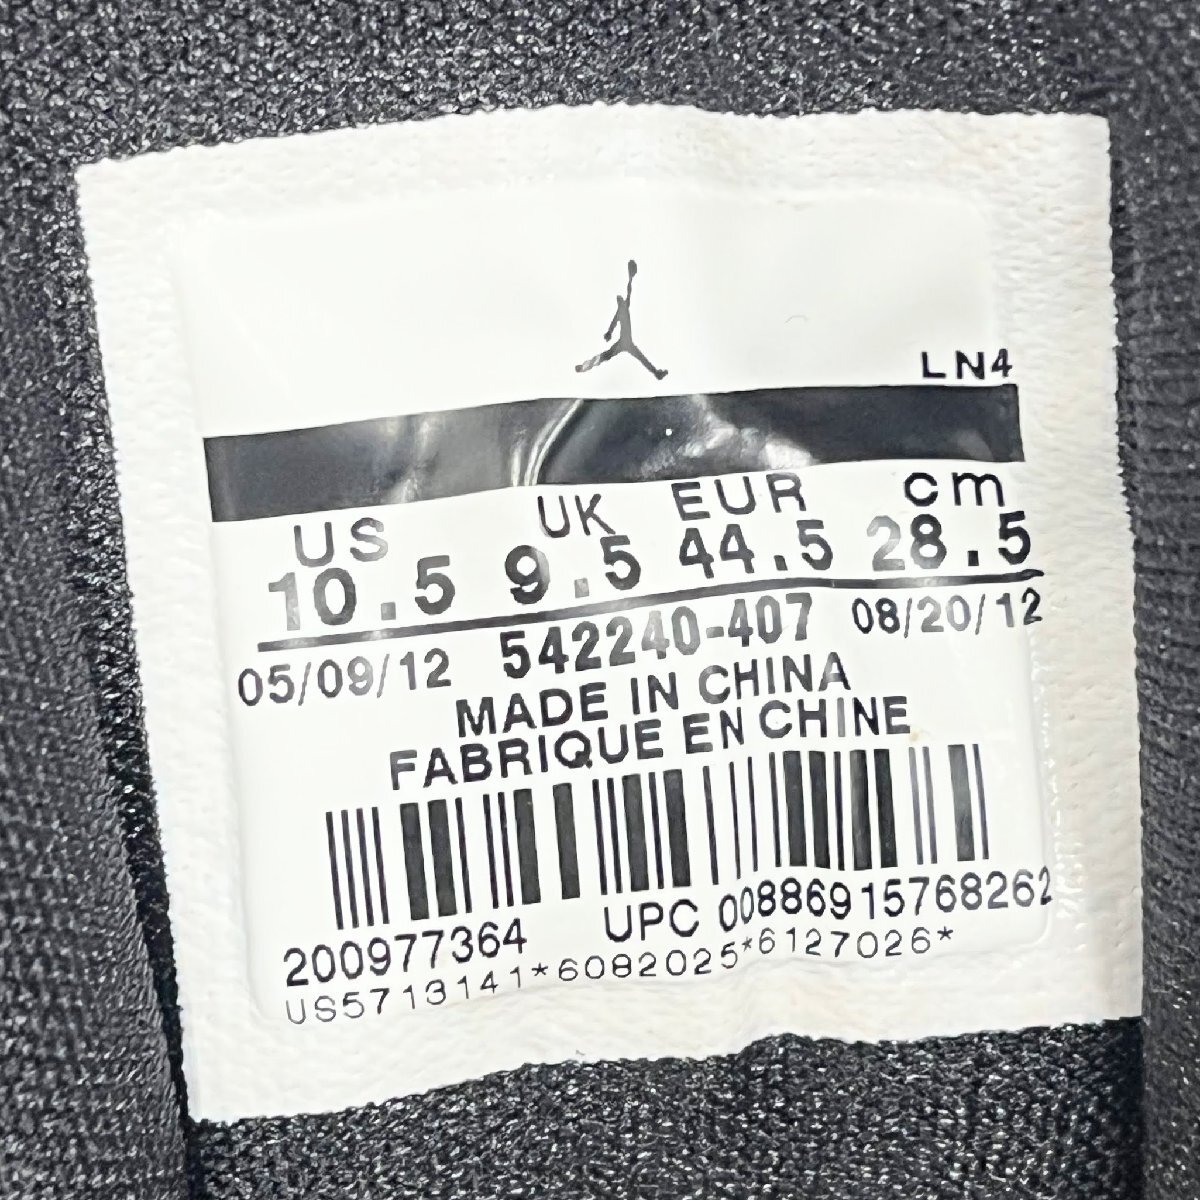 LN4
US UK EUR cm
10.5 9.5 44.5 28.5
05/09/12 542240-407 08/20/12
MADE IN CHINA
FABRIQUE EN CHINE
200977364 UPC 00886915768262
US5713141*6082025*6127026*